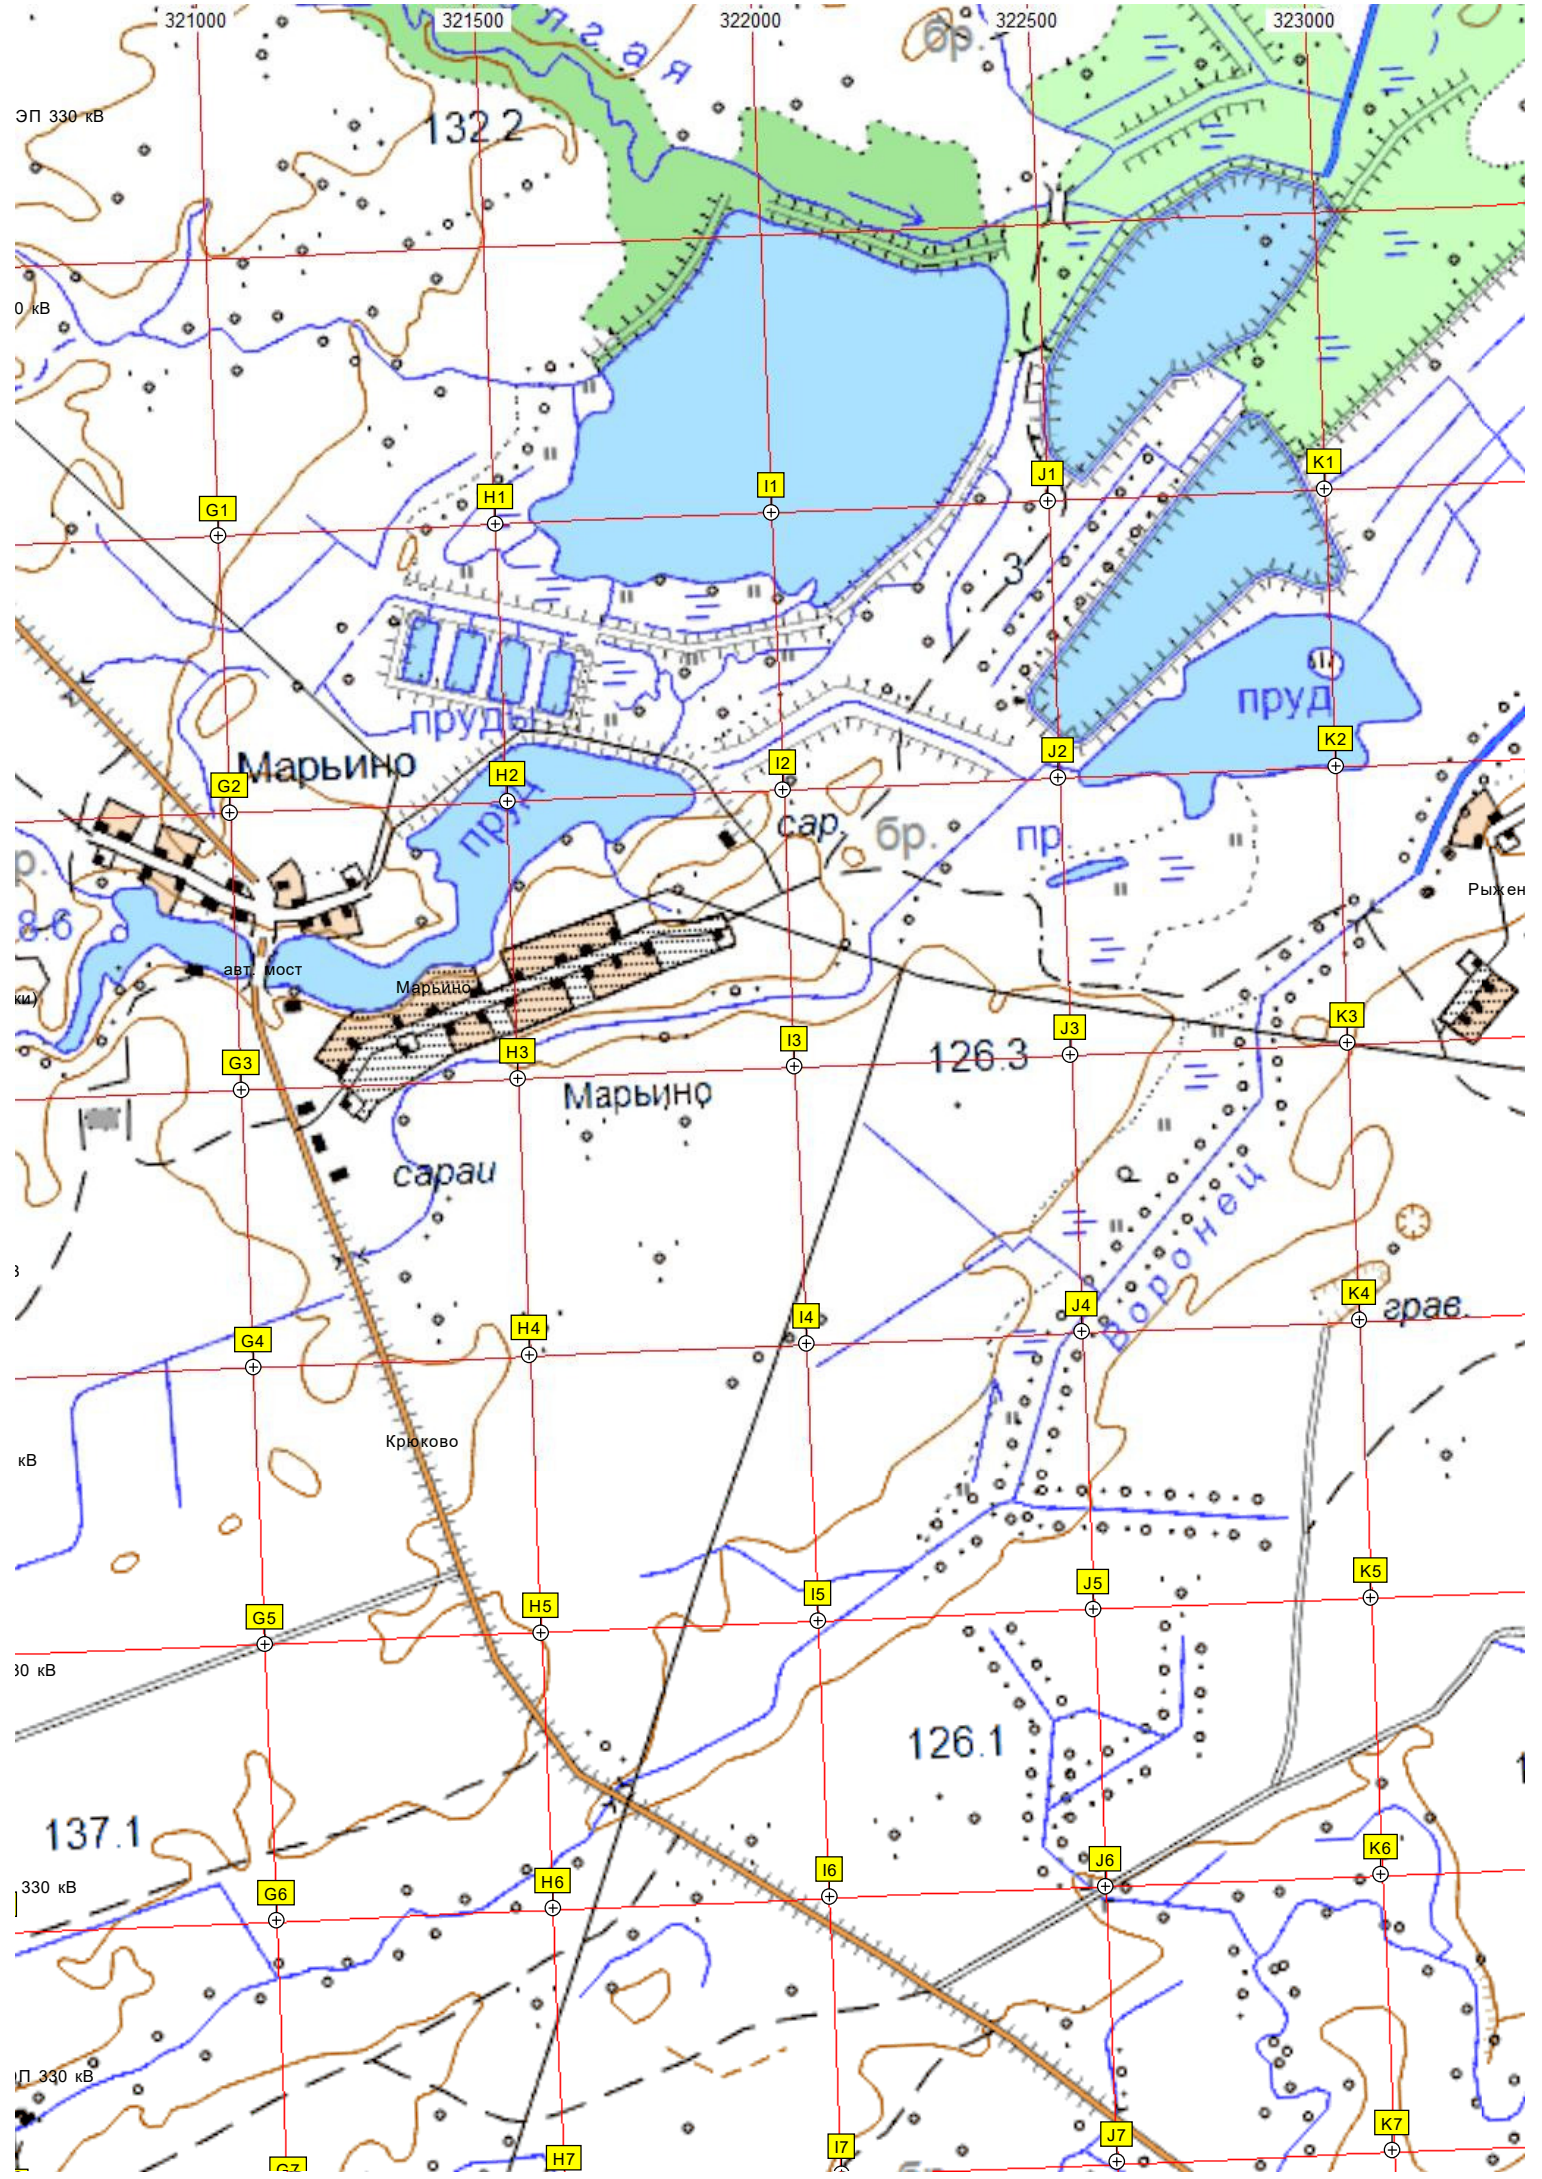 321000 321500 322000 322500 323000
лгая
бр.
ЭП 330 кВ
132.2
0 кВ
K1
J1
I1
H1
G1
3
пруды
пруд
Марьино
K2
J2
I2
H2
G2
пруд
сар.
бр.
пр.
р.
8.6
Рыжен
авт. мост
Марьино
ки)
K3
J3
I3
H3
G3
126.3
Марьино
сараи
Воронец
K4
J4
I4
H4
G4
грав.
Крюково
кВ
K5
J5
I5
H5
G5
30 кВ
126.1
137.1
K6
J6
I6
H6
G6
330 кВ
П 330 кВ
K7
J7
I7
H7
G7